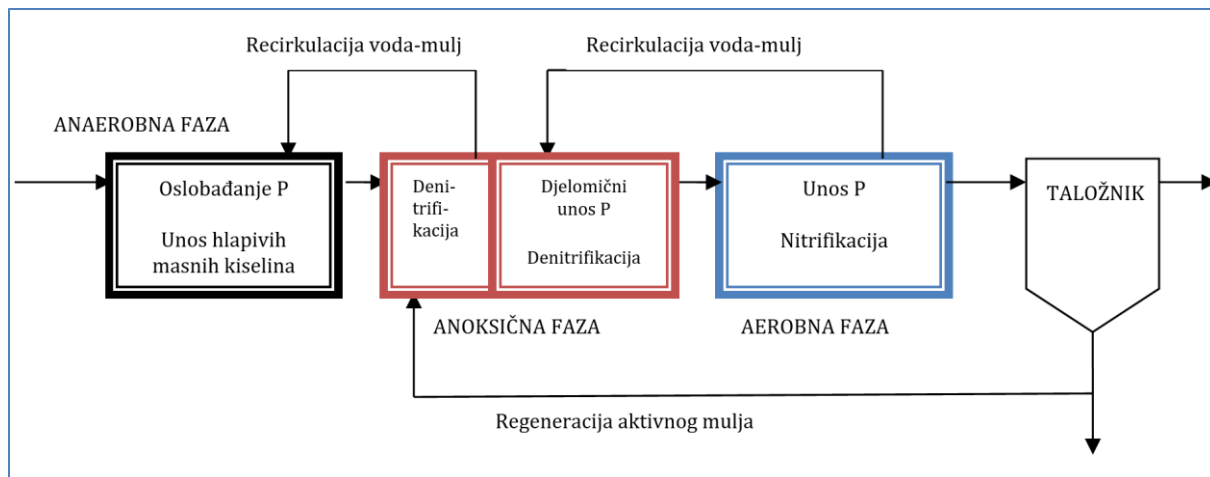 Recirkulacija voda-mulj
Recirkulacija voda-mulj
ANAEROBNA FAZA
Oslobađanje P
Unos hlapivih
masnih kiselina
Deni-
trifi-
kacija
Djelomični
unos P
Denitrifikacija
Unos P
Nitrifikacija
TALOŽNIK
ANOKSIČNA FAZA
AEROBNA FAZA
Regeneracija aktivnog mulja